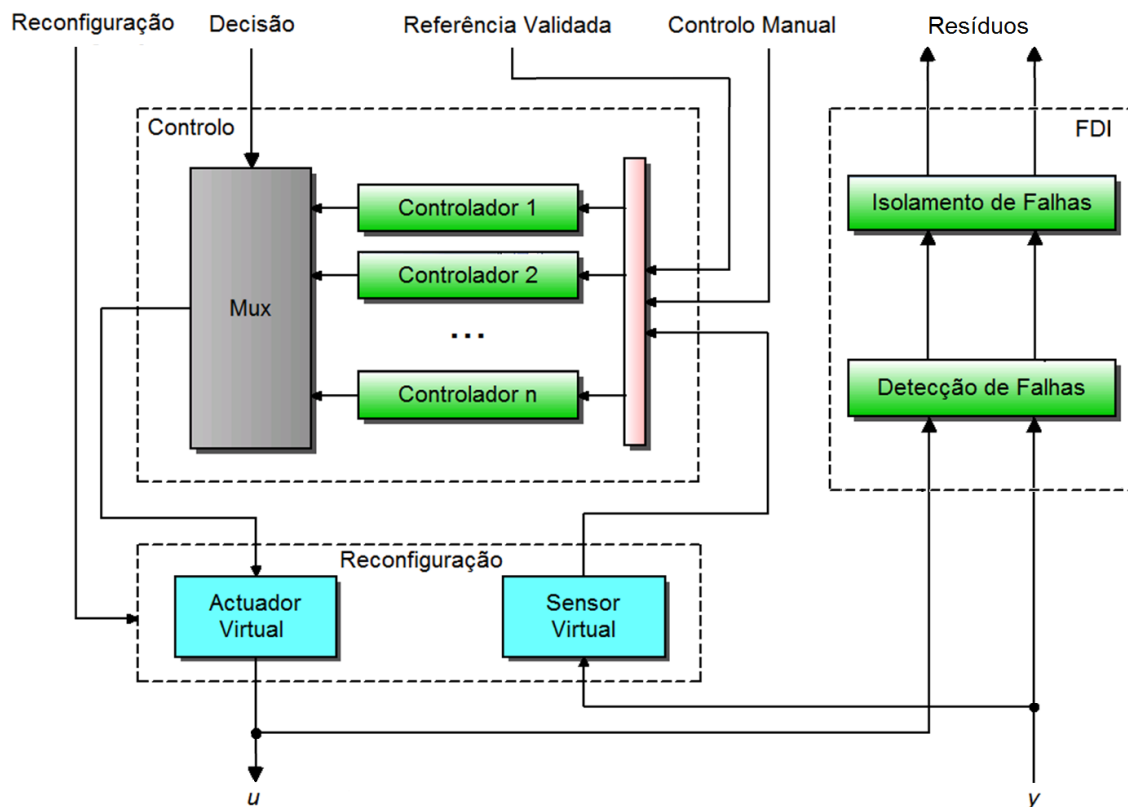 Reconfiguração
Decisão
Referência Validada
Controlo Manual
Resíduos
Controlo
FDI
Mux
Controlador 1
Controlador 2
...
Controlador n
Isolamento de Falhas
Detecção de Falhas
Reconfiguração
Actuador
Virtual
Sensor
Virtual
u
y